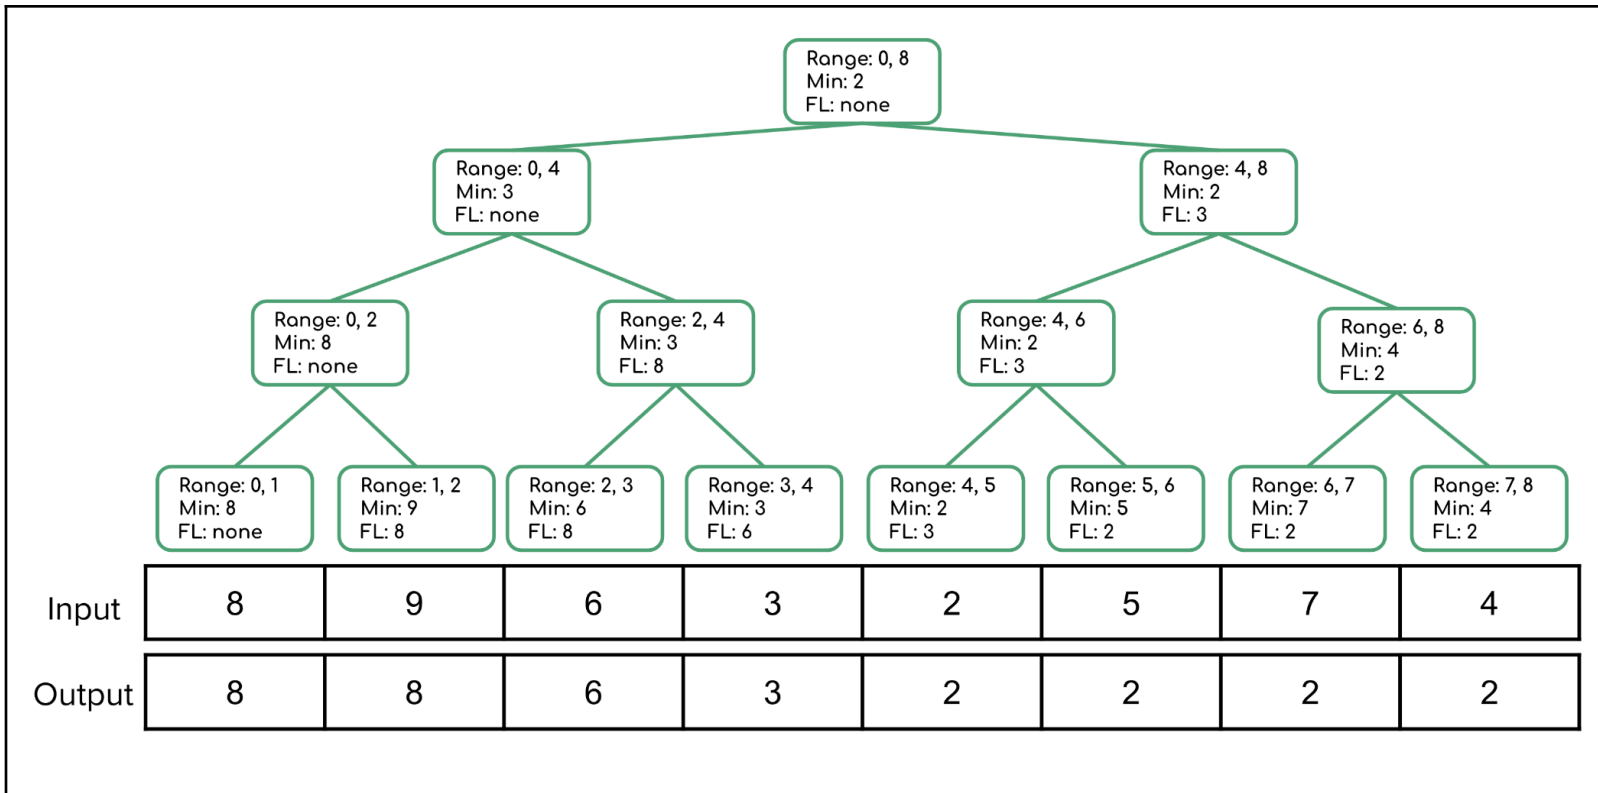 Range: 0, 8
Min: 2
FL: none
Range: 0, 4
Min: 3
FL: none
Range: 4, 8
Min: 2
FL: 3
Range: 0, 2
Min: 8
FL: none
Range: 2, 4
Min: 3
FL: 8
Range: 4, 6
Min: 2
FL: 3
Range: 6, 8
Min: 4
FL: 2
Range: 0, 1
Min: 8
FL: none
Range: 1, 2
Min: 9
FL: 8
Range: 2, 3
Min: 6
FL: 8
Range: 3, 4
Min: 3
FL: 6
Range: 4, 5
Min: 2
FL: 3
Range: 5, 6
Min: 5
FL: 2
Range: 6, 7
Min: 7
FL: 2
Range: 7, 8
Min: 4
FL: 2
Input 8 9 6 3 2 5 7 4
Output 8 8 6 3 2 2 2 2